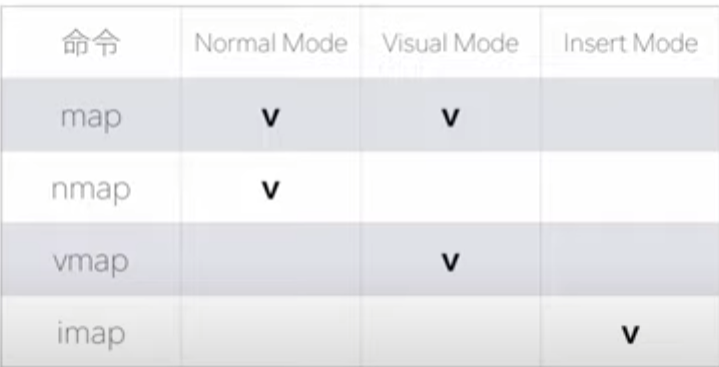 命令 Normal Mode Visual Mode Insert Mode
map v v
nmap v
vmap v
imap v